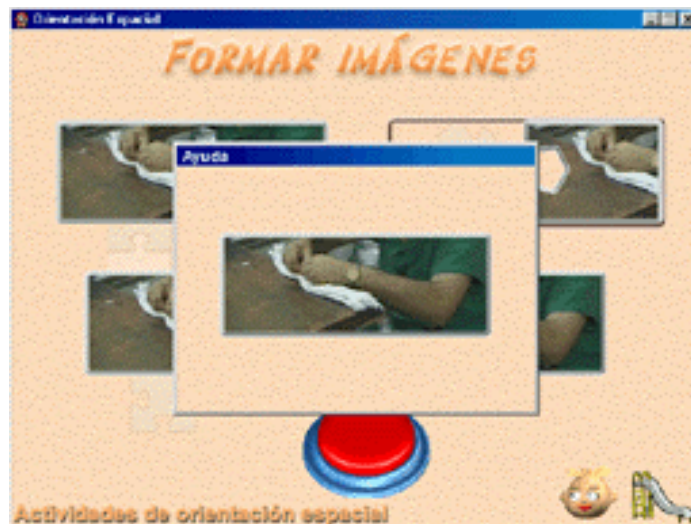 Orientación Espacial
FORMAR IMÁGENES
Ayuda
Actividades de orientación espacial